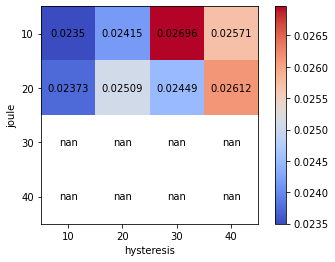 10 0.0235 0.02415 0.02696 0.02571
20 0.02373 0.02509 0.02449 0.02612
30 nan nan nan nan
40 nan nan nan nan
joule
10 20 30 40
hysteresis
0.0265
0.0260
0.0255
0.0250
0.0245
0.0240
0.0235